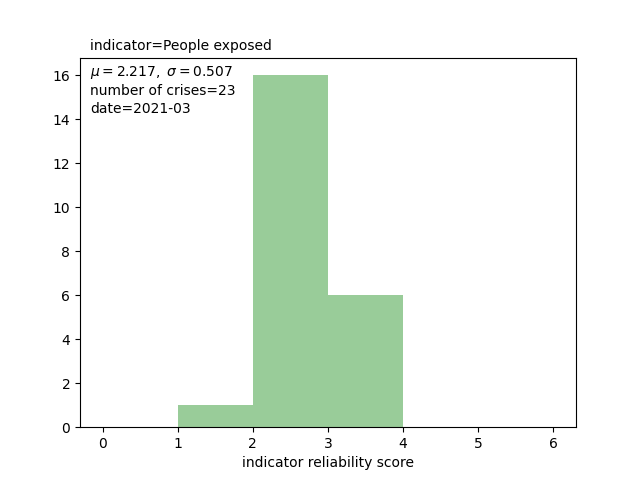 indicator=People exposed
μ = 2.217, σ = 0.507
number of crises=23
date=2021-03
16
14
12
10
8
6
4
2
0
0 1 2 3 4 5 6
indicator reliability score